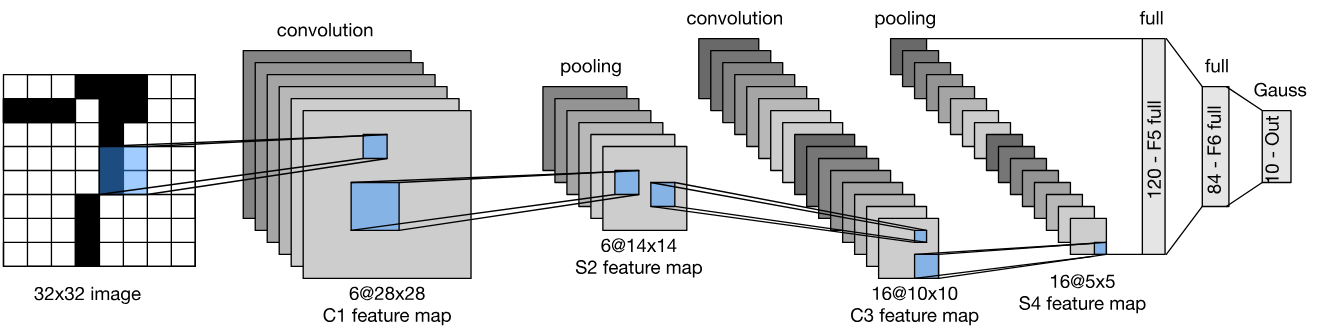 convolution
pooling
convolution
pooling
full
full
Gauss
120 - F5 full
84 - F6 full
10 - Out
32x32 image
6@28x28
C1 feature map
6@14x14
S2 feature map
16@10x10
C3 feature map
16@5x5
S4 feature map